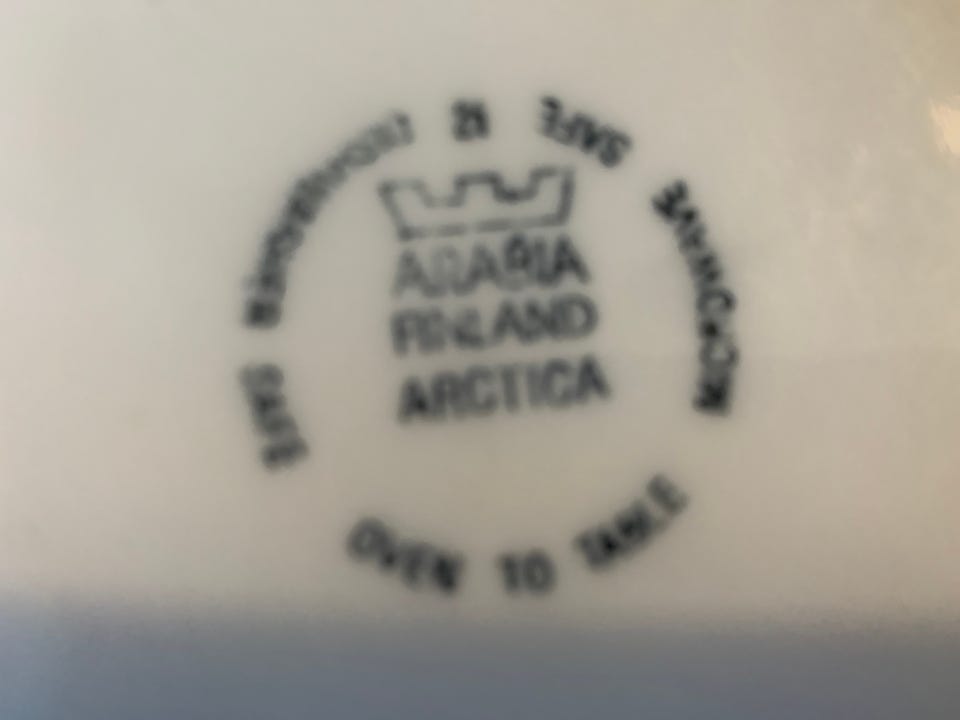 ARABIA
FINLAND
ARCTICA
OVEN TO TABLE
MICROWAVE SAFE
SAFE